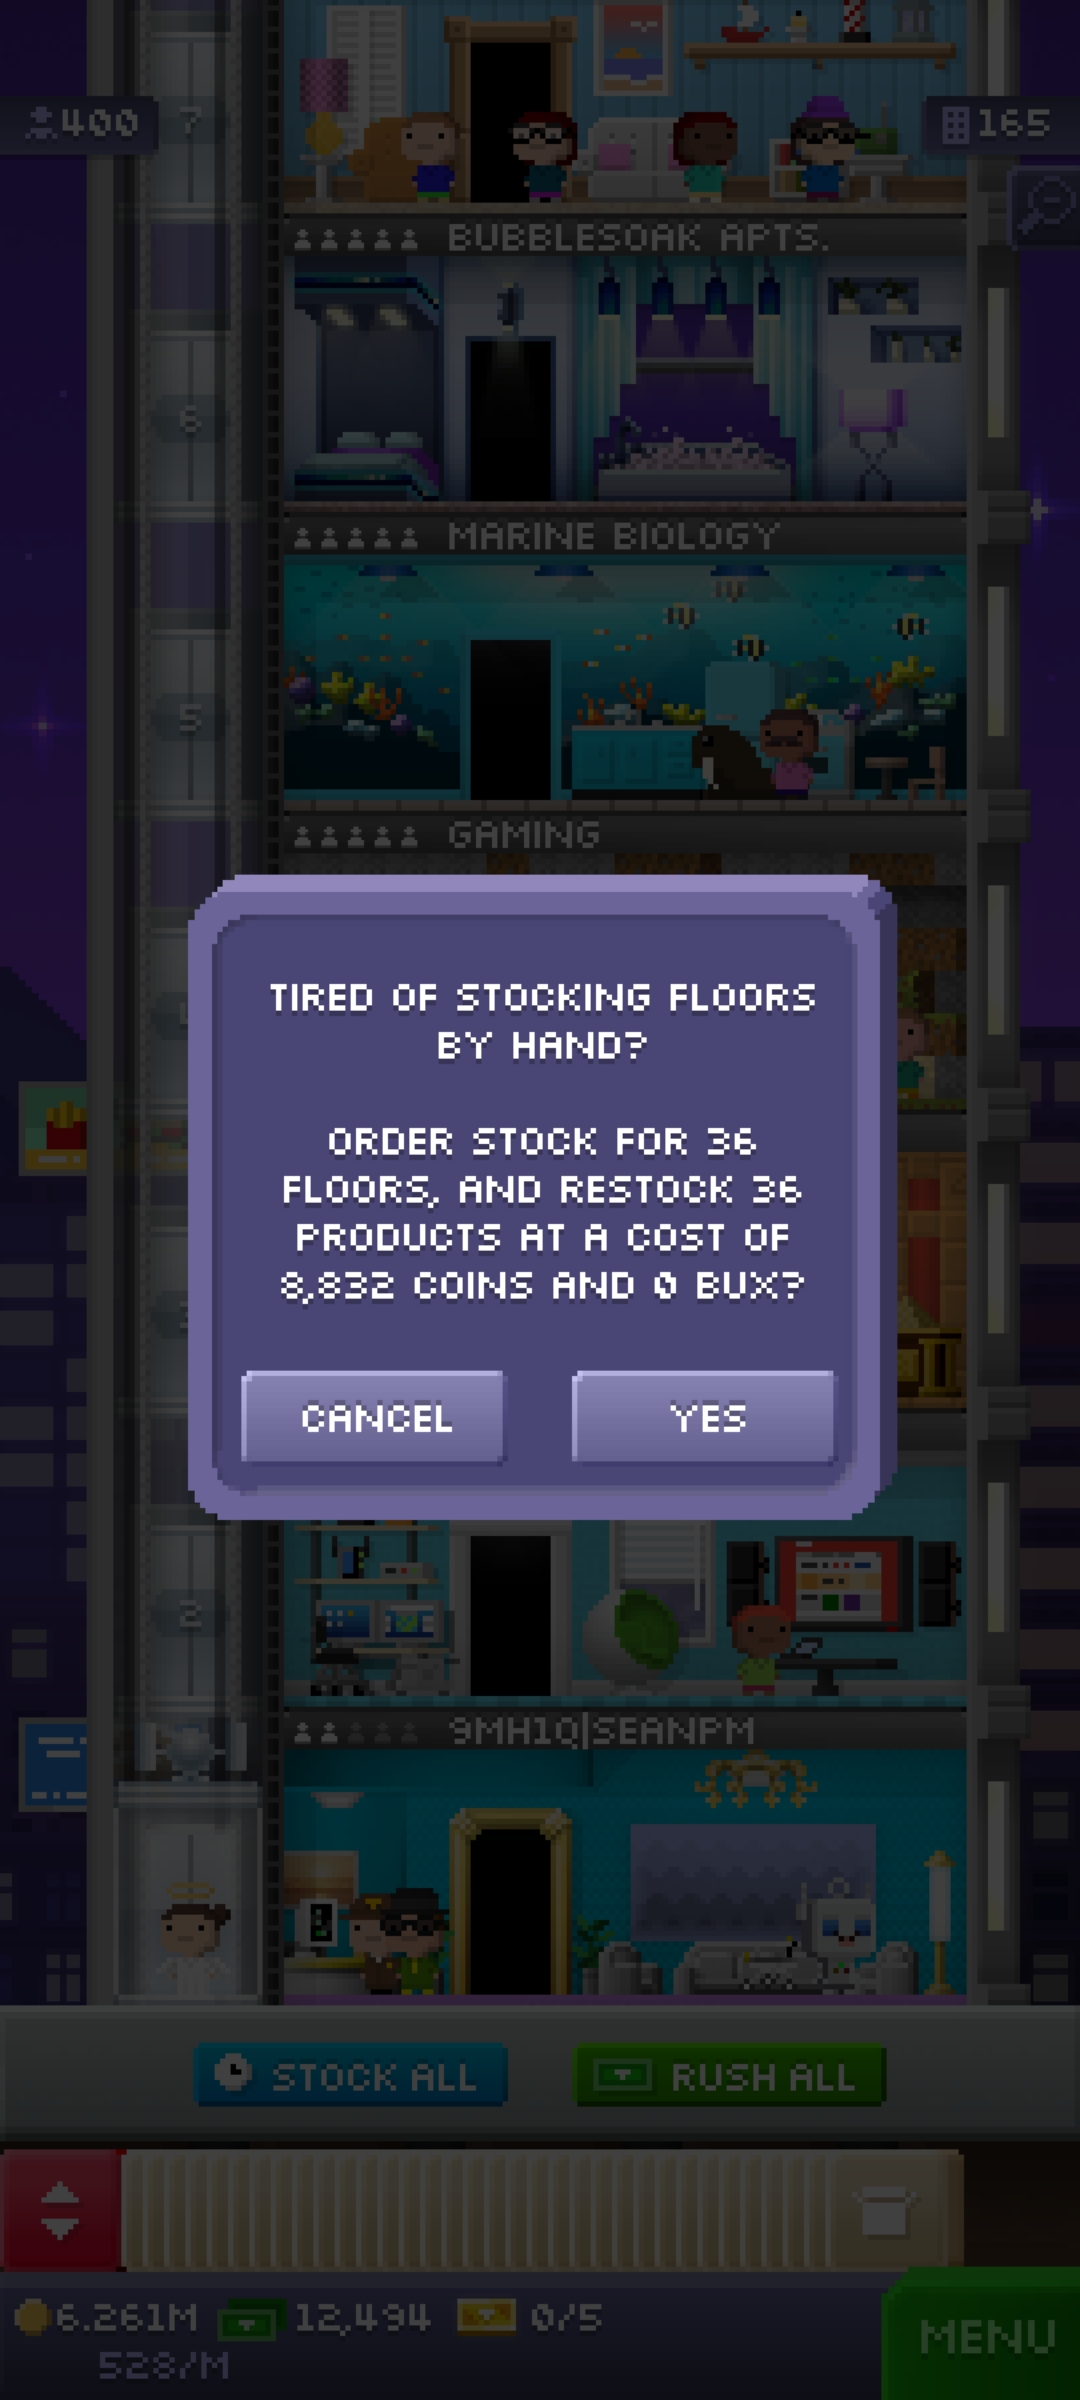 400
7
165
BUBBLESOAK APTS.
6
MARINE BIOLOGY
5
GAMING
TIRED OF STOCKING FLOORS
BY HAND?
ORDER STOCK FOR 36
FLOORS, AND RESTOCK 36
PRODUCTS AT A COST OF
8,832 COINS AND 0 BUX?
CANCEL
YES
2
9MH1Q|SEANPM
STOCK ALL
RUSH ALL
6.261M
12,494
0/5
528/M
MENU